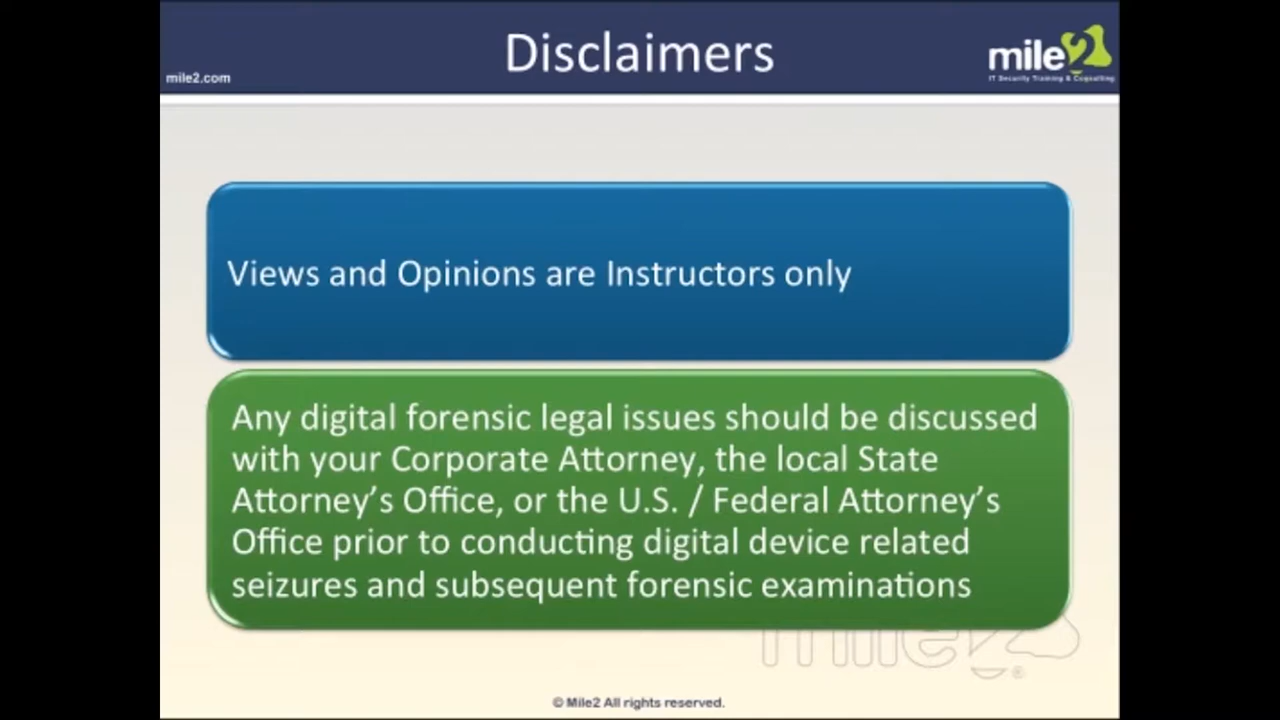 Disclaimers
mile2.com
mile2
IT Security Training & Consulting
Views and Opinions are Instructors only
Any digital forensic legal issues should be discussed
with your Corporate Attorney, the local State
Attorney’s Office, or the U.S. / Federal Attorney’s
Office prior to conducting digital device related
seizures and subsequent forensic examinations
mile2
®
© Mile2 All rights reserved.